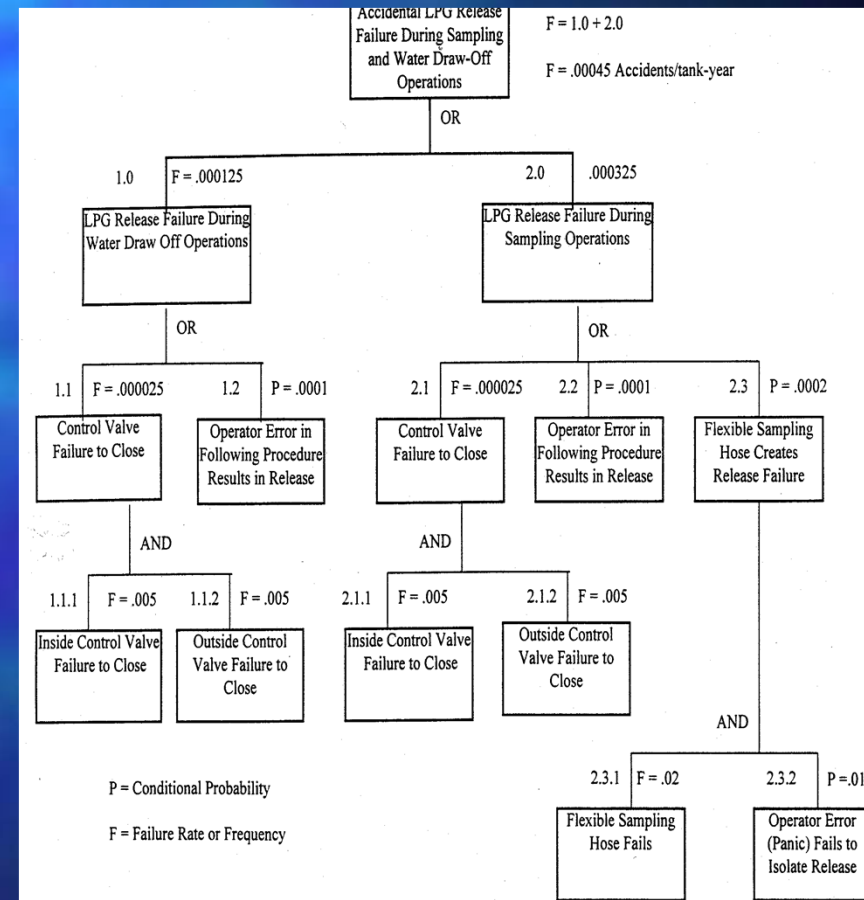 Accidental LPG Release
Failure During Sampling
and Water Draw-Off
Operations
F = 1.0 + 2.0
F = .00045 Accidents/tank-year
OR
1.0
F = .000125
2.0
.000325
LPG Release Failure During
Water Draw Off Operations
LPG Release Failure During
Sampling Operations
OR
OR
1.1
F = .000025
1.2
P = .0001
2.1
F = .000025
2.2
P = .0001
2.3
P = .0002
Control Valve
Failure to Close
Operator Error in
Following Procedure
Results in Release
Control Valve
Failure to Close
Operator Error in
Following Procedure
Results in Release
Flexible Sampling
Hose Creates
Release Failure
AND
AND
1.1.1
F = .005
1.1.2
F = .005
2.1.1
F = .005
2.1.2
F = .005
Inside Control Valve
Failure to Close
Outside Control
Valve Failure to
Close
Inside Control Valve
Failure to Close
Outside Control
Valve Failure to
Close
AND
P = Conditional Probability
F = Failure Rate or Frequency
2.3.1
F = .02
2.3.2
P =.01
Flexible Sampling
Hose Fails
Operator Error
(Panic) Fails to
Isolate Release